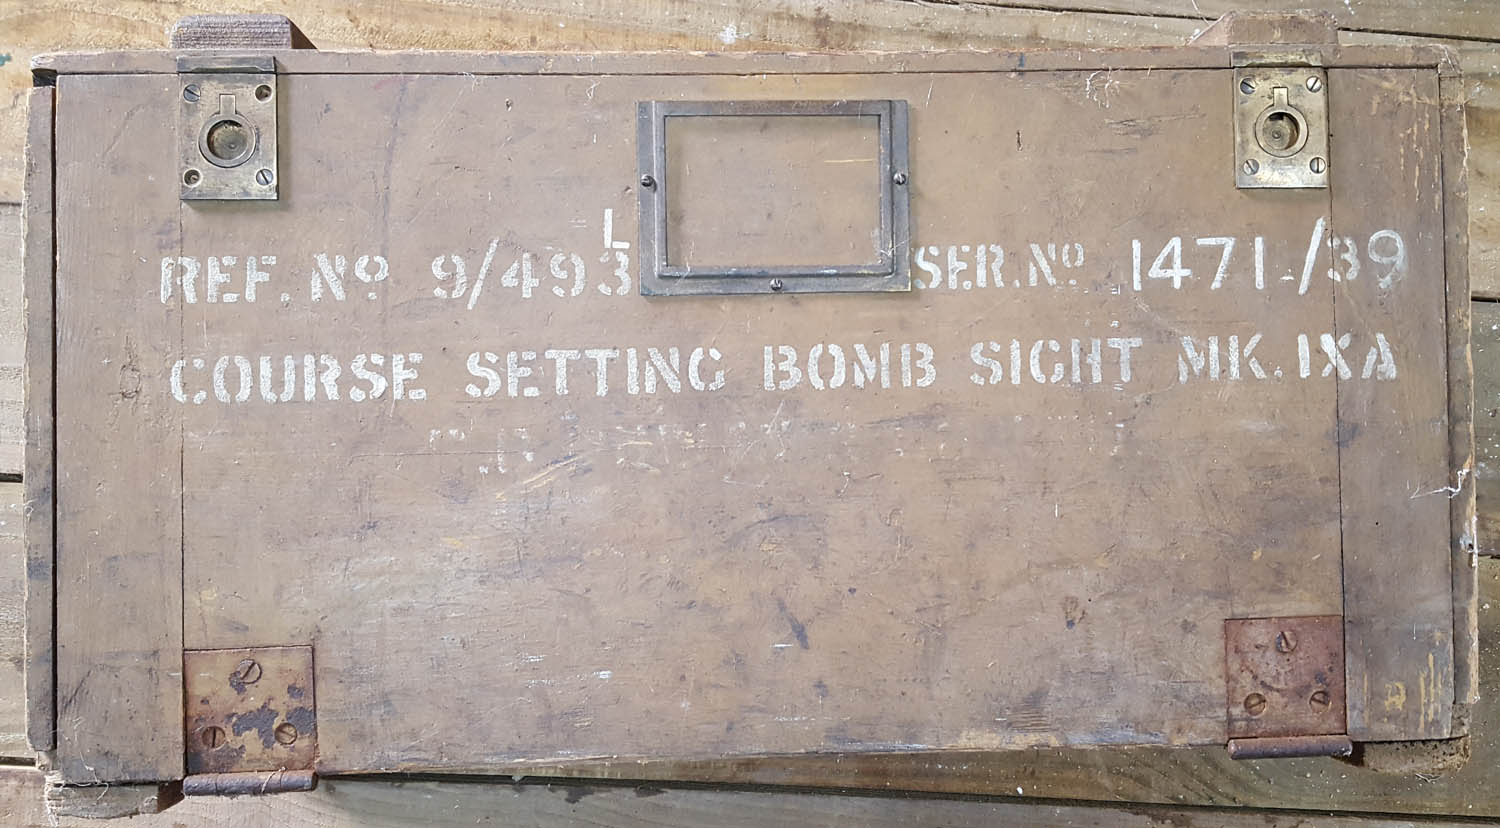 L
REF. Nº 9/493 SER. Nº 1471 /39
COURSE SETTING BOMB SIGHT MK. IXA